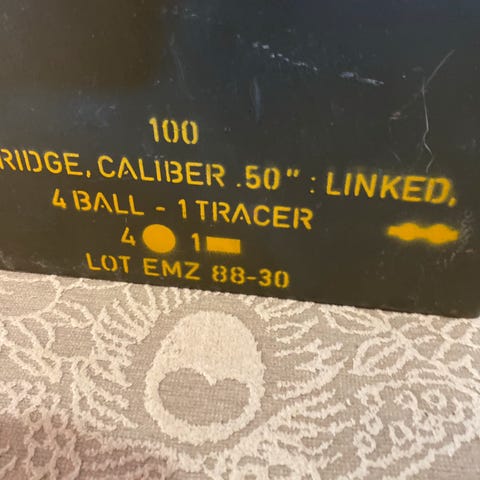 100
RIDGE, CALIBER .50" : LINKED,
4 BALL - 1 TRACER
4 1
LOT EMZ 88-30